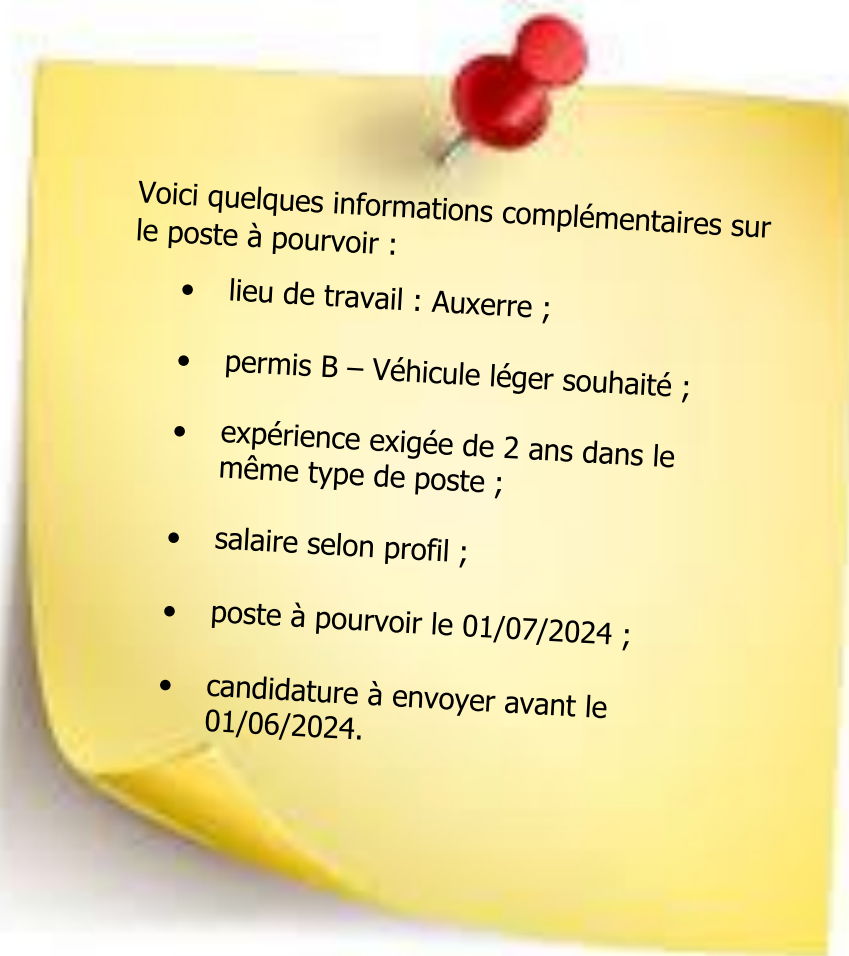 Voici quelques informations complémentaires sur
le poste à pourvoir :
• lieu de travail : Auxerre ;
• permis B – Véhicule léger souhaité ;
• expérience exigée de 2 ans dans le
même type de poste ;
• salaire selon profil ;
• poste à pourvoir le 01/07/2024 ;
• candidature à envoyer avant le
01/06/2024.